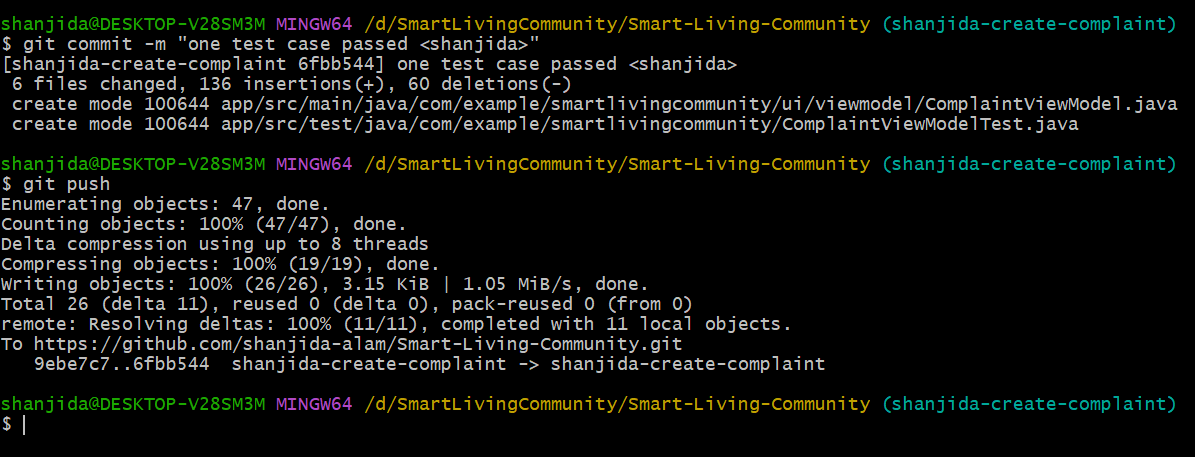 shanjida@DESKTOP-V28SM3M MINGW64 /d/SmartLivingCommunity/Smart-Living-Community (shanjida-create-complaint)
$ git commit -m "one test case passed <shanjida>"
[shanjida-create-complaint 6fbb544] one test case passed <shanjida>
 6 files changed, 136 insertions(+), 60 deletions(-)
 create mode 100644 app/src/main/java/com/example/smartlivingcommunity/ui/viewmodel/ComplaintViewModel.java
 create mode 100644 app/src/test/java/com/example/smartlivingcommunity/ComplaintViewModelTest.java

shanjida@DESKTOP-V28SM3M MINGW64 /d/SmartLivingCommunity/Smart-Living-Community (shanjida-create-complaint)
$ git push
Enumerating objects: 47, done.
Counting objects: 100% (47/47), done.
Delta compression using up to 8 threads
Compressing objects: 100% (19/19), done.
Writing objects: 100% (26/26), 3.15 KiB | 1.05 MiB/s, done.
Total 26 (delta 11), reused 0 (delta 0), pack-reused 0 (from 0)
remote: Resolving deltas: 100% (11/11), completed with 11 local objects.
To https://github.com/shanjida-alam/Smart-Living-Community.git
   9ebe7c7..6fbb544  shanjida-create-complaint -> shanjida-create-complaint

shanjida@DESKTOP-V28SM3M MINGW64 /d/SmartLivingCommunity/Smart-Living-Community (shanjida-create-complaint)
$